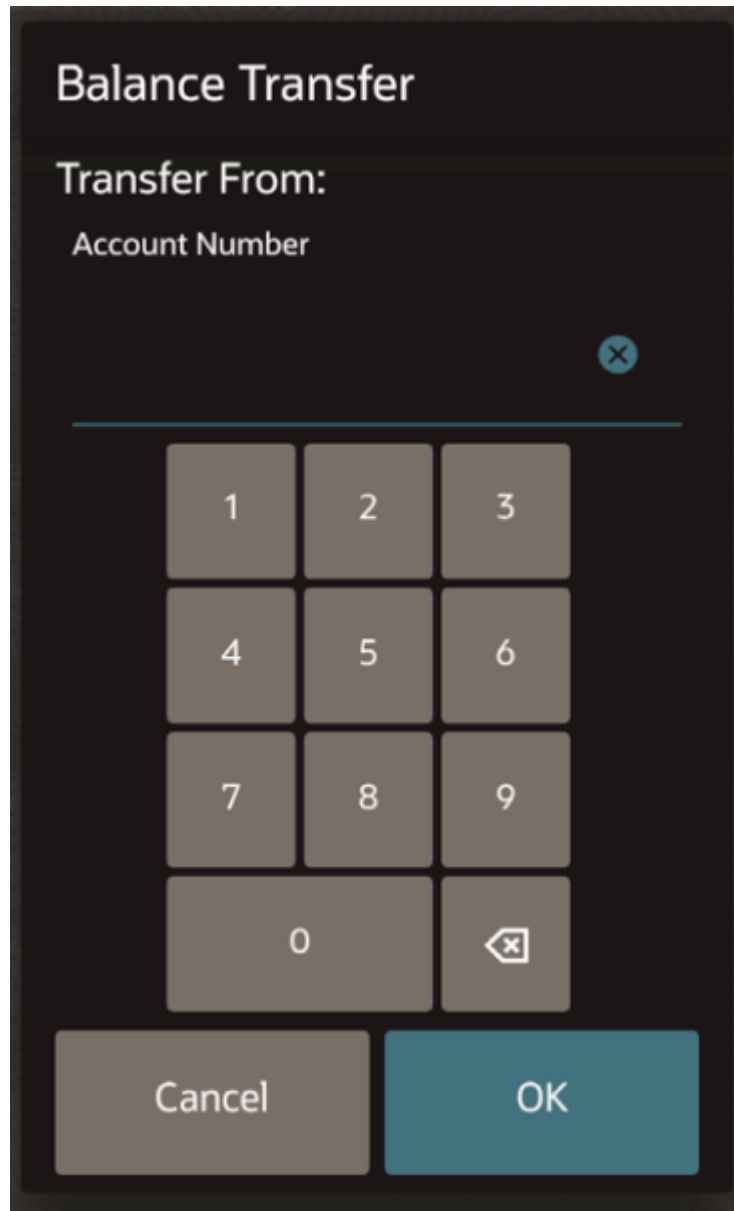 Balance Transfer
Transfer From:
Account Number
1 2 3
4 5 6
7 8 9
0
Cancel OK